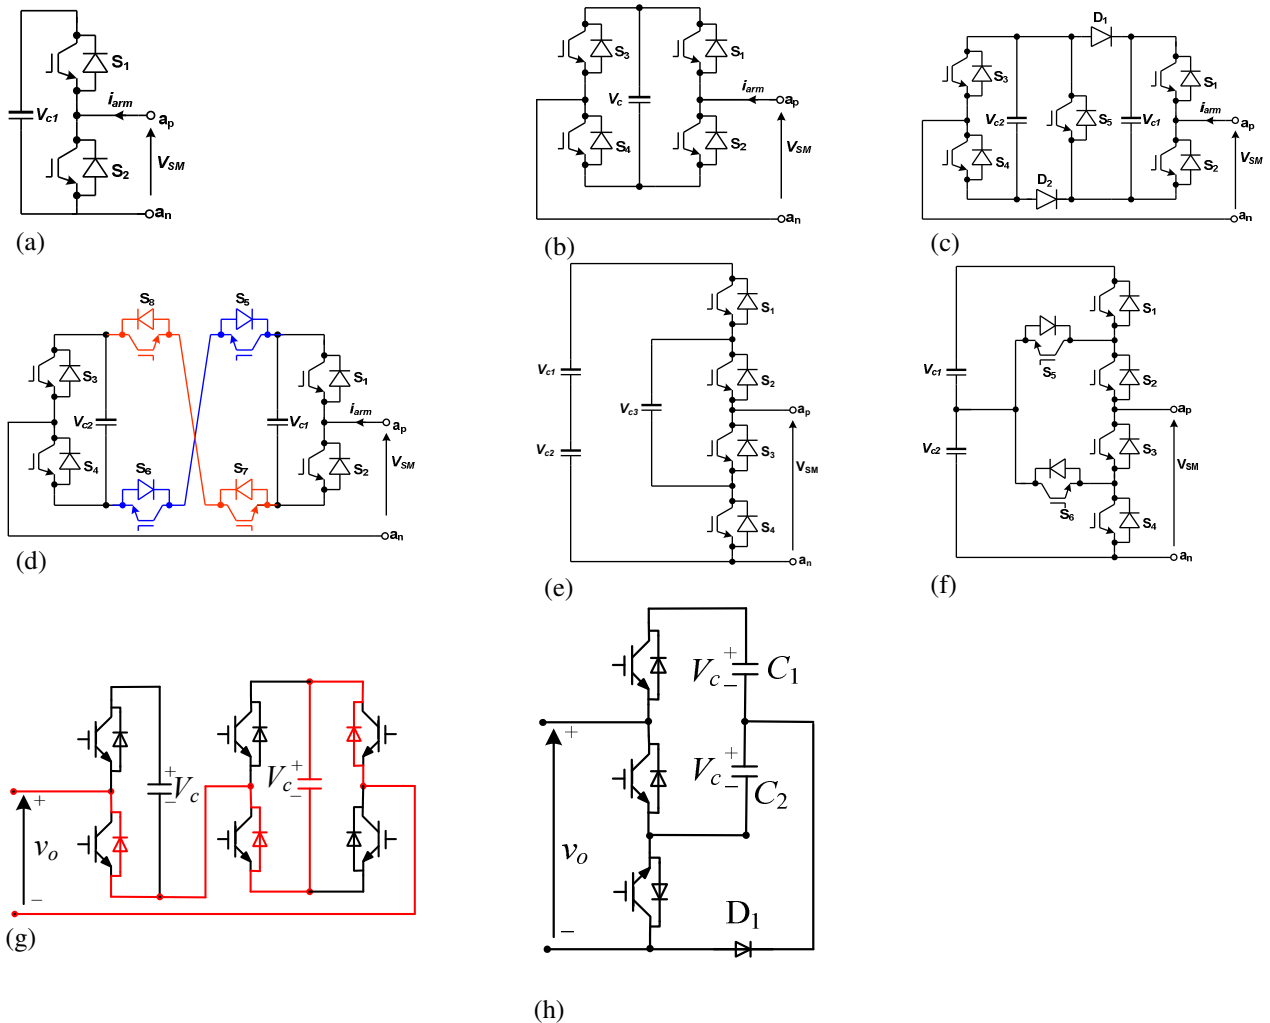 S1
iarm
ap
Vc1
VSM
S2
an
(a)
S3
S1
Vc
iarm
ap
S4
S2
VSM
an
(b)
D1
S3
S1
iarm
ap
Vc2
S5
Vc1
S4
S2
VSM
D2
an
(c)
S8
S5
S3
S1
iarm
ap
Vc2
Vc1
S4
S2
VSM
S6
S7
an
(d)
S1
Vc1
S2
Vc3
ap
Vc2
S3
VSM
S4
an
(e)
S1
S5
Vc1
S2
ap
Vc2
S3
VSM
S6
S4
an
(f)
+
+
Vc
−
vo
−
Vc
+
−
(g)
+
Vc
−
C1
+
+
Vc
−
C2
vo
D1
−
(h)